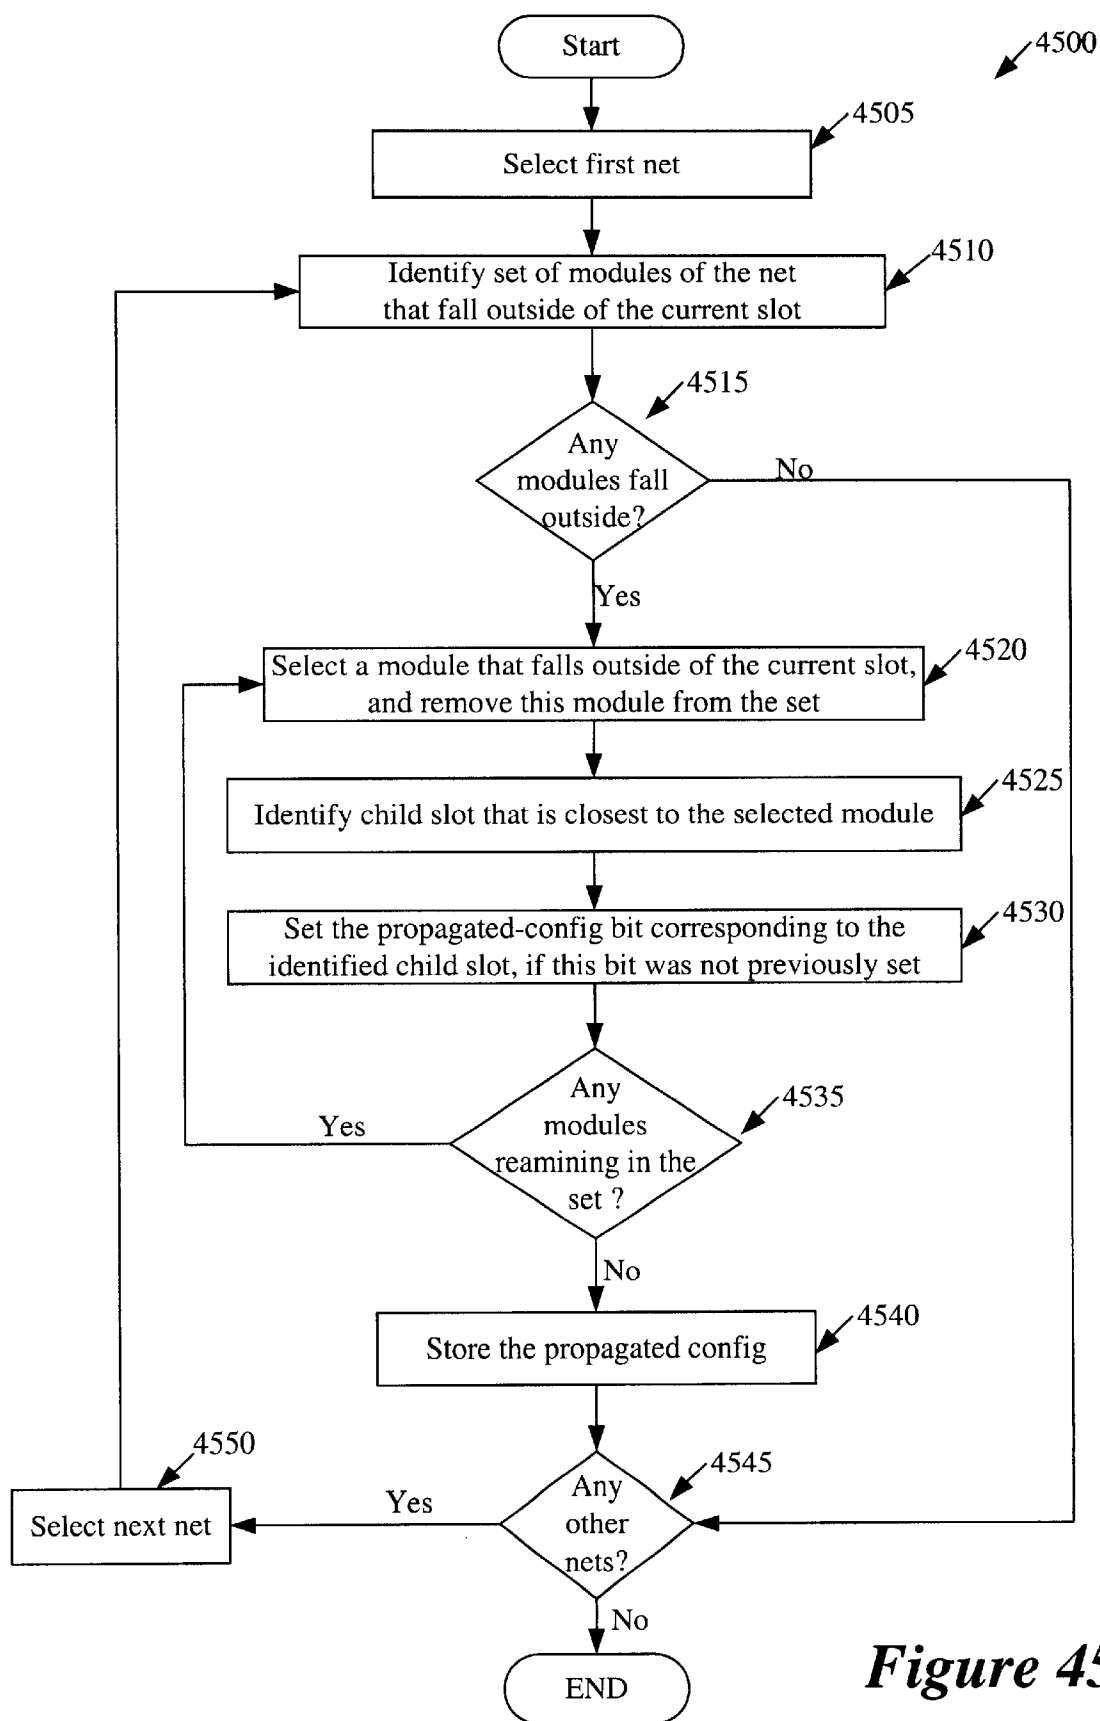 Start
4500
4505
Select first net
4510
Identify set of modules of the net
that fall outside of the current slot
4515
Any
modules fall
outside?
No
Yes
4520
Select a module that falls outside of the current slot,
and remove this module from the set
4525
Identify child slot that is closest to the selected module
4530
Set the propagated-config bit corresponding to the
identified child slot, if this bit was not previously set
4535
Any
modules
reamining in the
set ?
Yes
No
4540
Store the propagated config
4550
4545
Any
other
nets?
Yes
Select next net
No
END
Figure 45